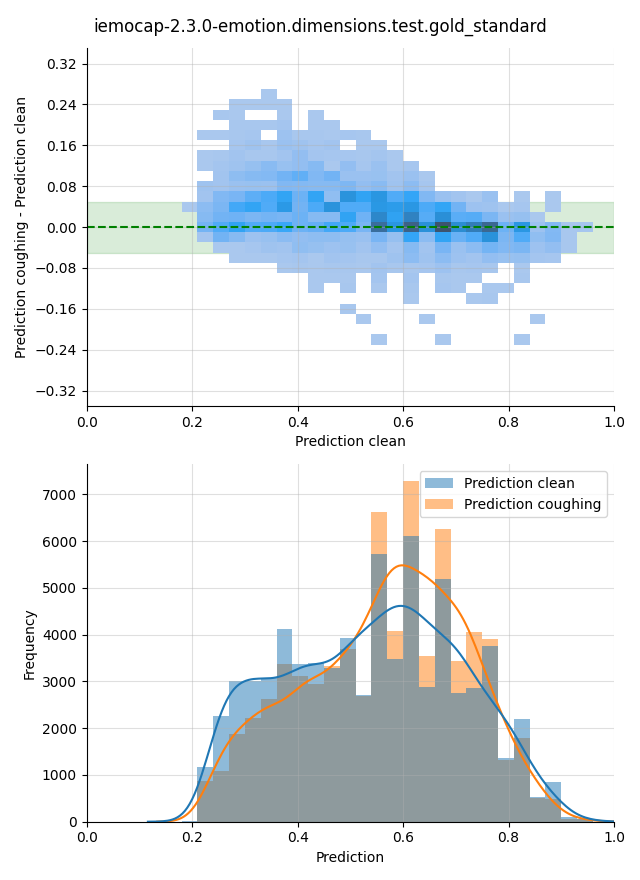 iemocap-2.3.0-emotion.dimensions.test.gold_standard
Prediction coughing - Prediction clean
0.32
0.24
0.16
0.08
0.00
−0.08
−0.16
−0.24
−0.32
0.0 0.2 0.4 0.6 0.8 1.0
Prediction clean
Prediction clean
Prediction coughing
Frequency
7000
6000
5000
4000
3000
2000
1000
0
0.0 0.2 0.4 0.6 0.8 1.0
Prediction